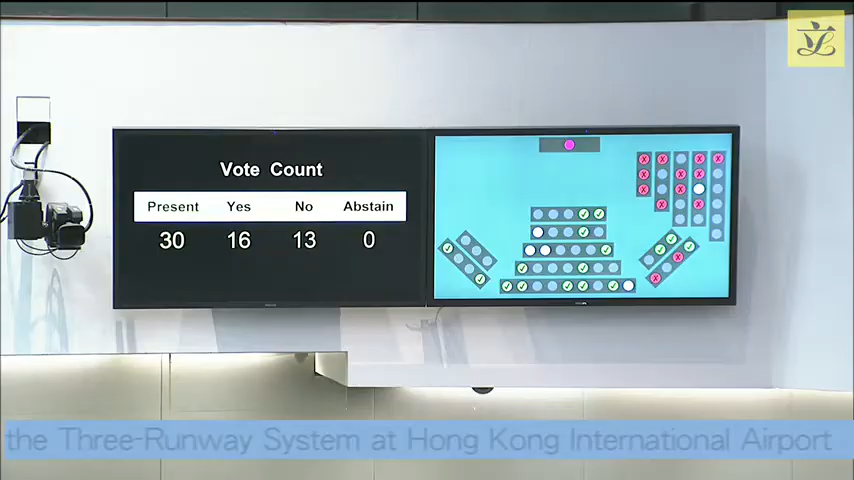 Vote Count
Present Yes No Abstain
30 16 13 0
the Three-Runway System at Hong Kong International Airport